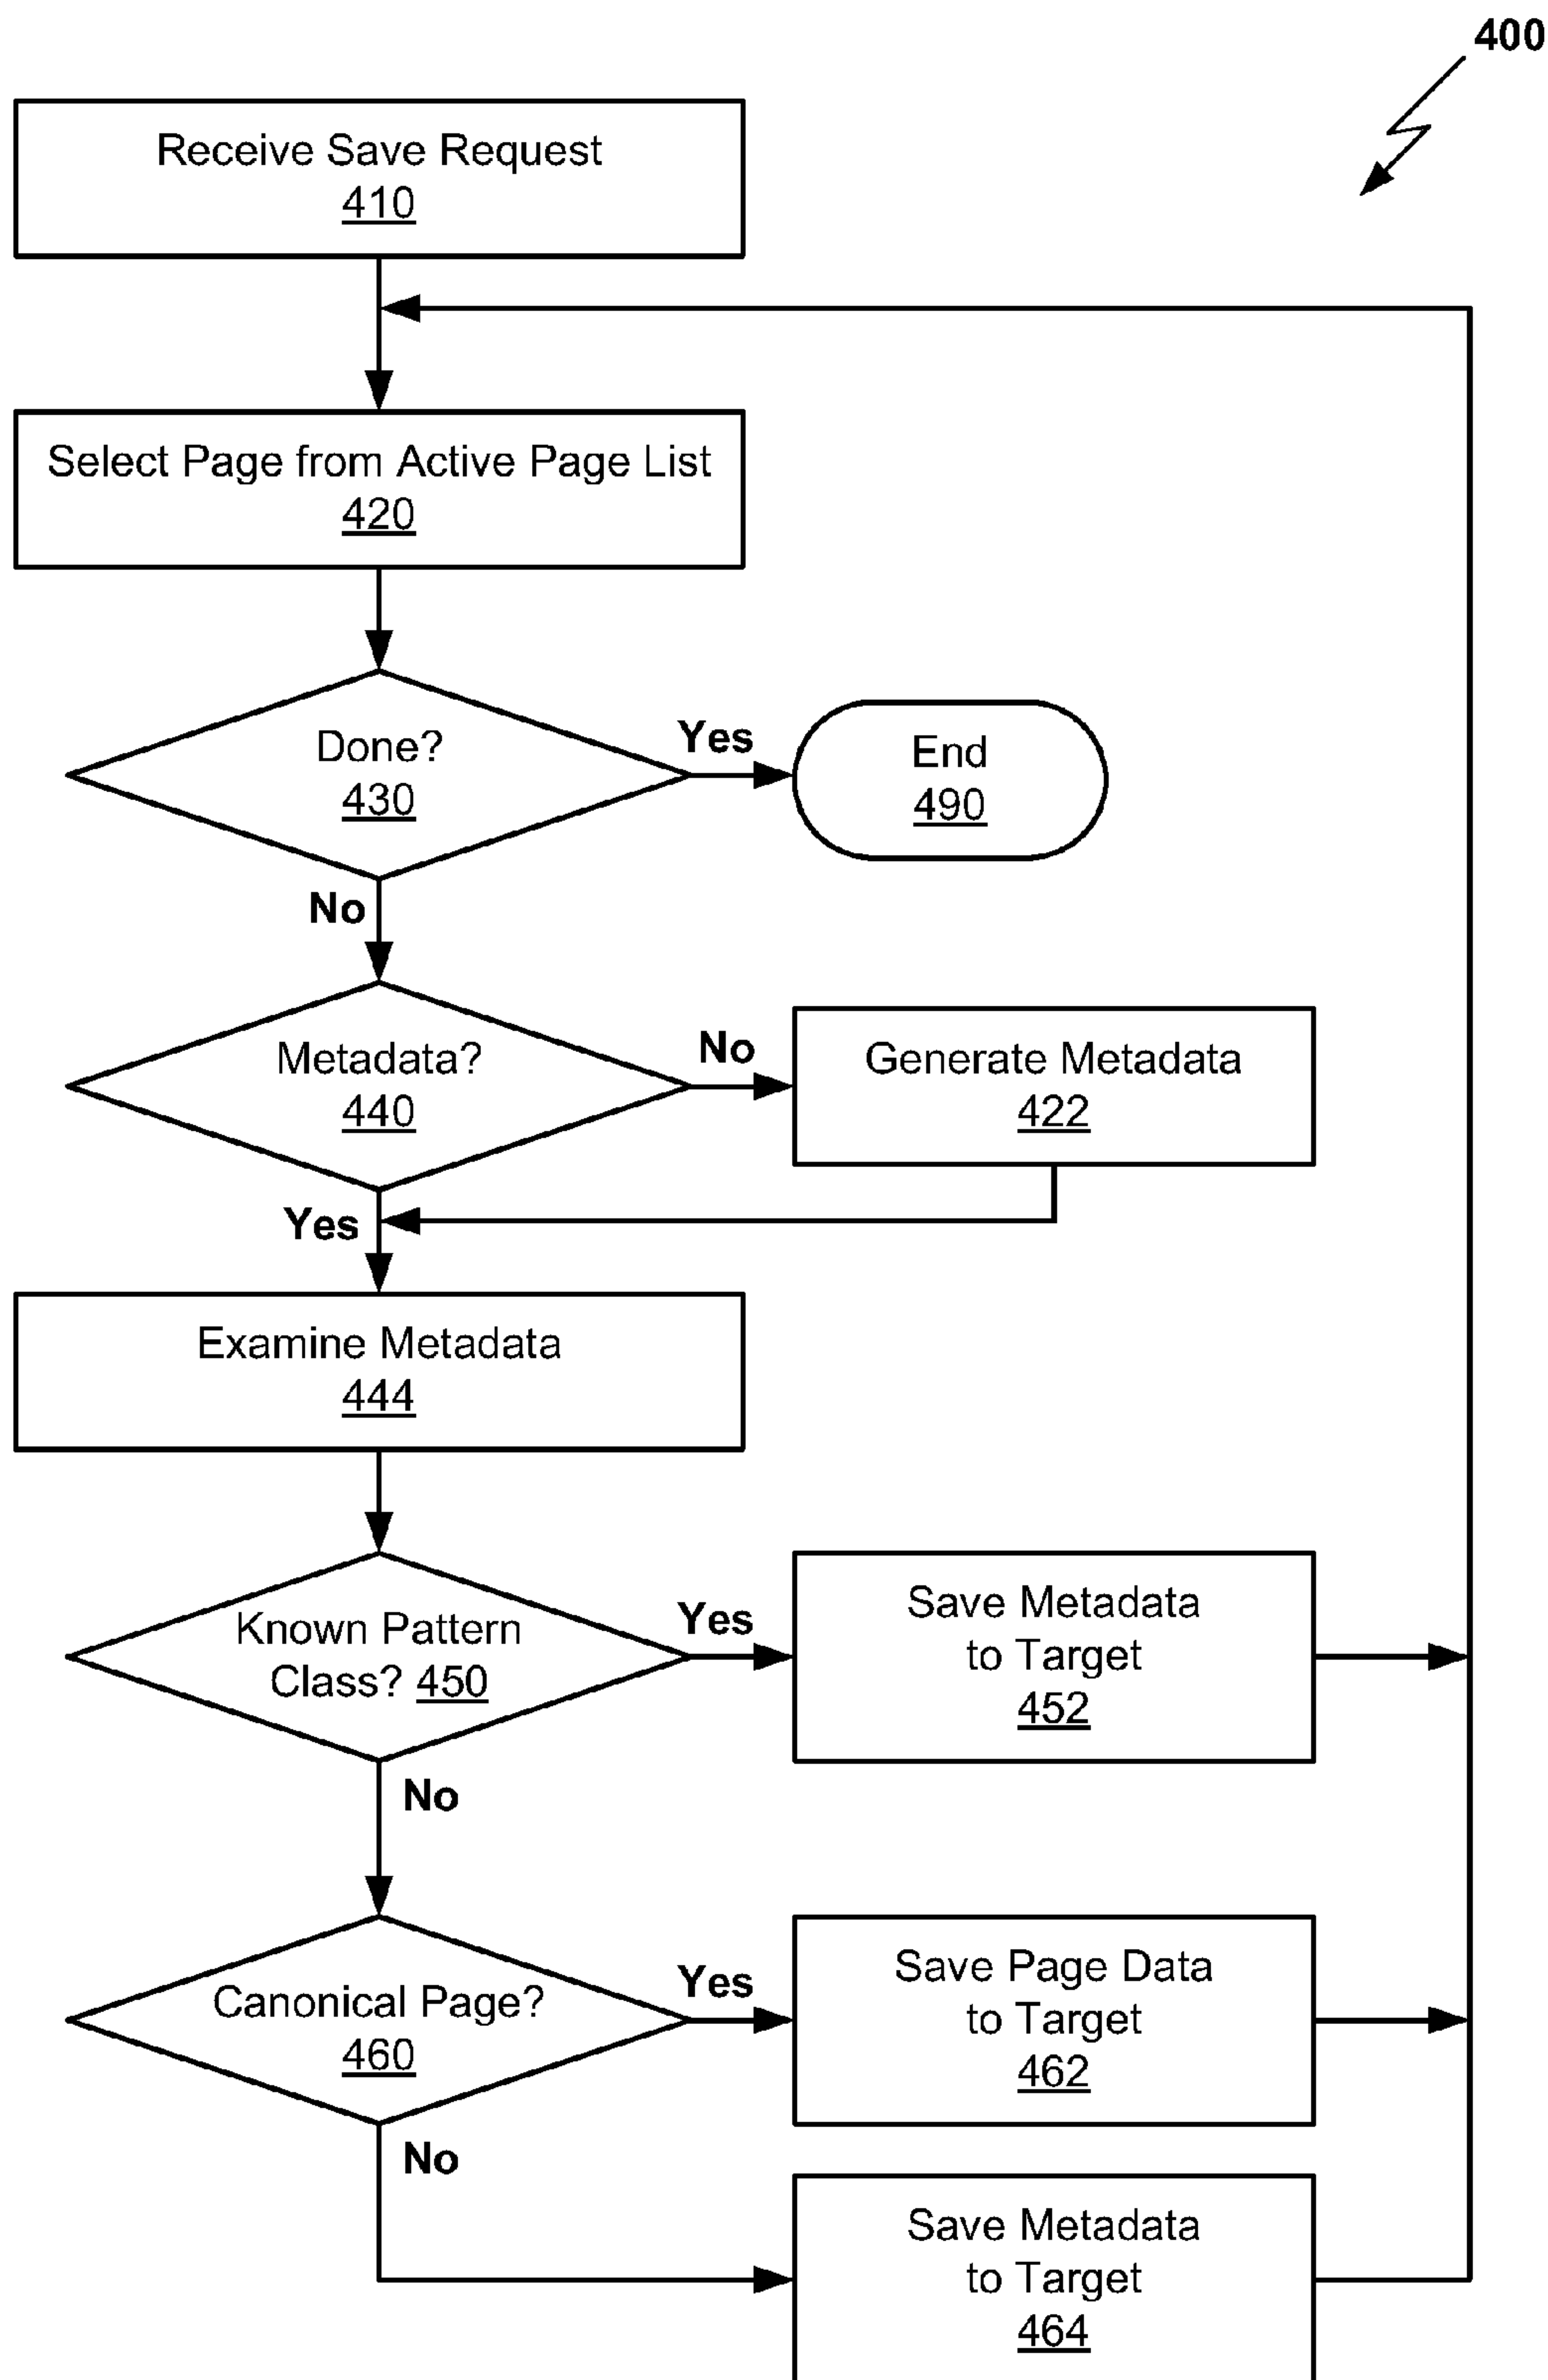 400
Receive Save Request
410
Select Page from Active Page List
420
Done?
430
Yes
End
490
No
Metadata?
440
No
Generate Metadata
422
Yes
Examine Metadata
444
Known Pattern
Class? 450
Yes
Save Metadata
to Target
452
No
Canonical Page?
460
Yes
Save Page Data
to Target
462
No
Save Metadata
to Target
464